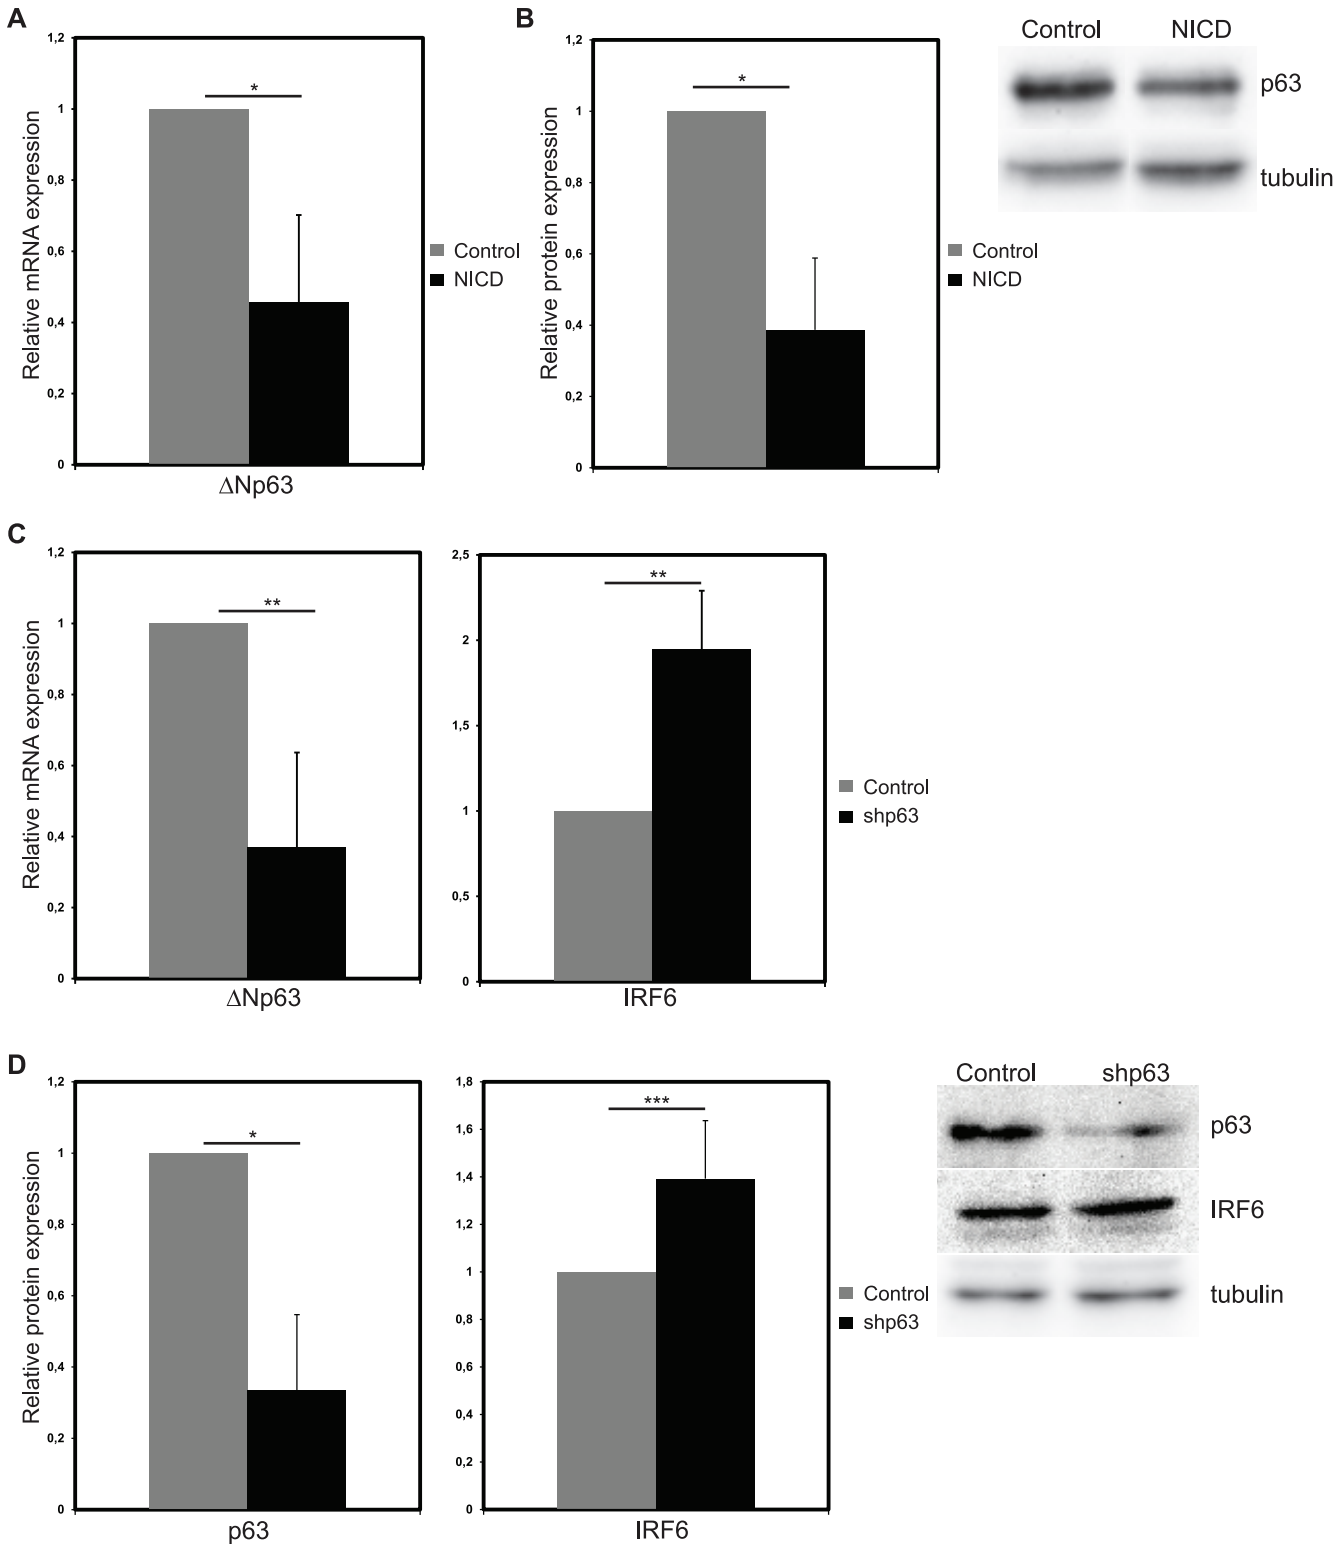 A
Relative mRNA expression
1,2
1
0,8
0,6
0,4
0,2
0
*
ΔNp63
Control
NICD
B
Relative protein expression
1,2
1
0,8
0,6
0,4
0,2
0
*
Control
NICD
Control NICD
p63
tubulin
C
Relative mRNA expression
1,2
1
0,8
0,6
0,4
0,2
0
**
ΔNp63
2,5
2
1,5
1
0,5
0
**
IRF6
Control
shp63
D
Relative protein expression
1,2
1
0,8
0,6
0,4
0,2
0
*
p63
1,8
1,6
1,4
1,2
1
0,8
0,6
0,4
0,2
0
***
IRF6
Control
shp63
Control shp63
p63
IRF6
tubulin